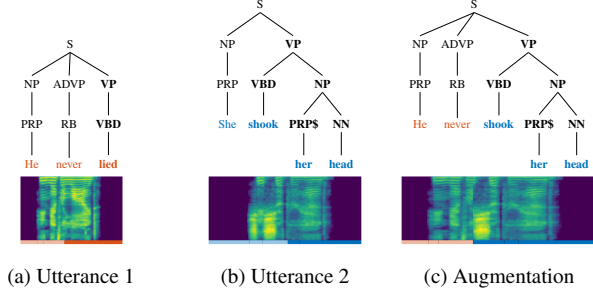 S
NP ADVP VP
PRP RB VBD
He never lied
(a) Utterance 1
S
NP VP
PRP VBD NP
She shook PRP$ NN
her head
(b) Utterance 2
S
NP ADVP VP
PRP RB VBD NP
He never shook PRP$ NN
her head
(c) Augmentation